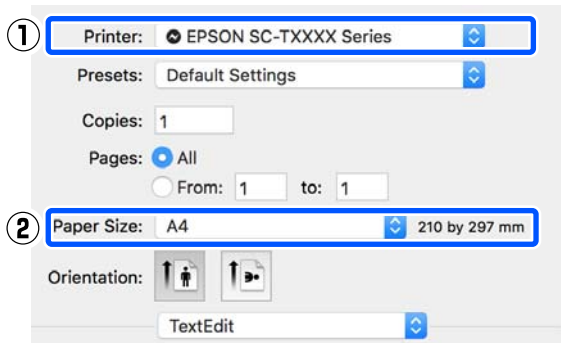 ① Printer: EPSON SC-TXXXX Series
Presets: Default Settings
Copies: 1
Pages: All
From: 1 to: 1
② Paper Size: A4 210 by 297 mm
Orientation:
TextEdit